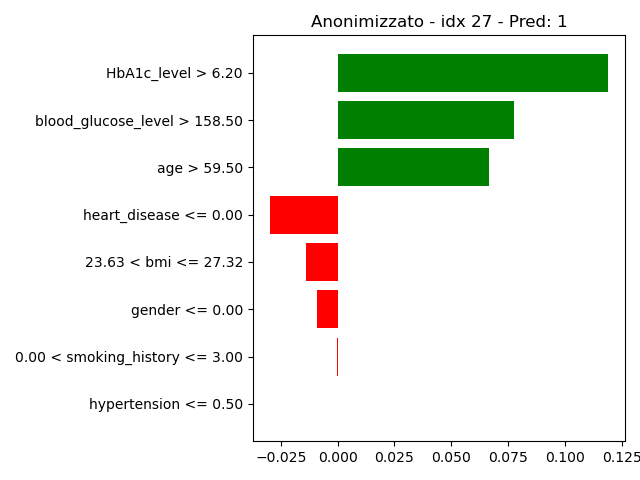 Anonimizzato - idx 27 - Pred: 1
HbA1c_level > 6.20
blood_glucose_level > 158.50
age > 59.50
heart_disease <= 0.00
23.63 < bmi <= 27.32
gender <= 0.00
0.00 < smoking_history <= 3.00
hypertension <= 0.50
−0.025 0.000 0.025 0.050 0.075 0.100 0.125